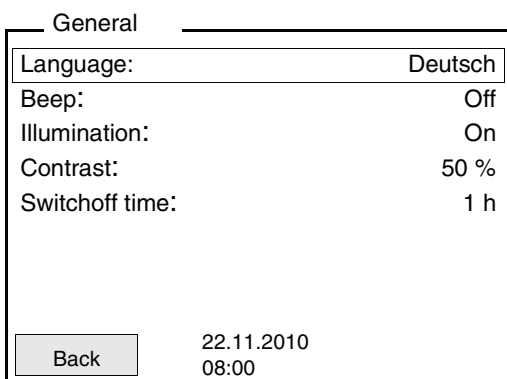 General
Language: Deutsch
Beep: Off
Illumination: On
Contrast: 50 %
Switchoff time: 1 h
Back
22.11.2010
08:00